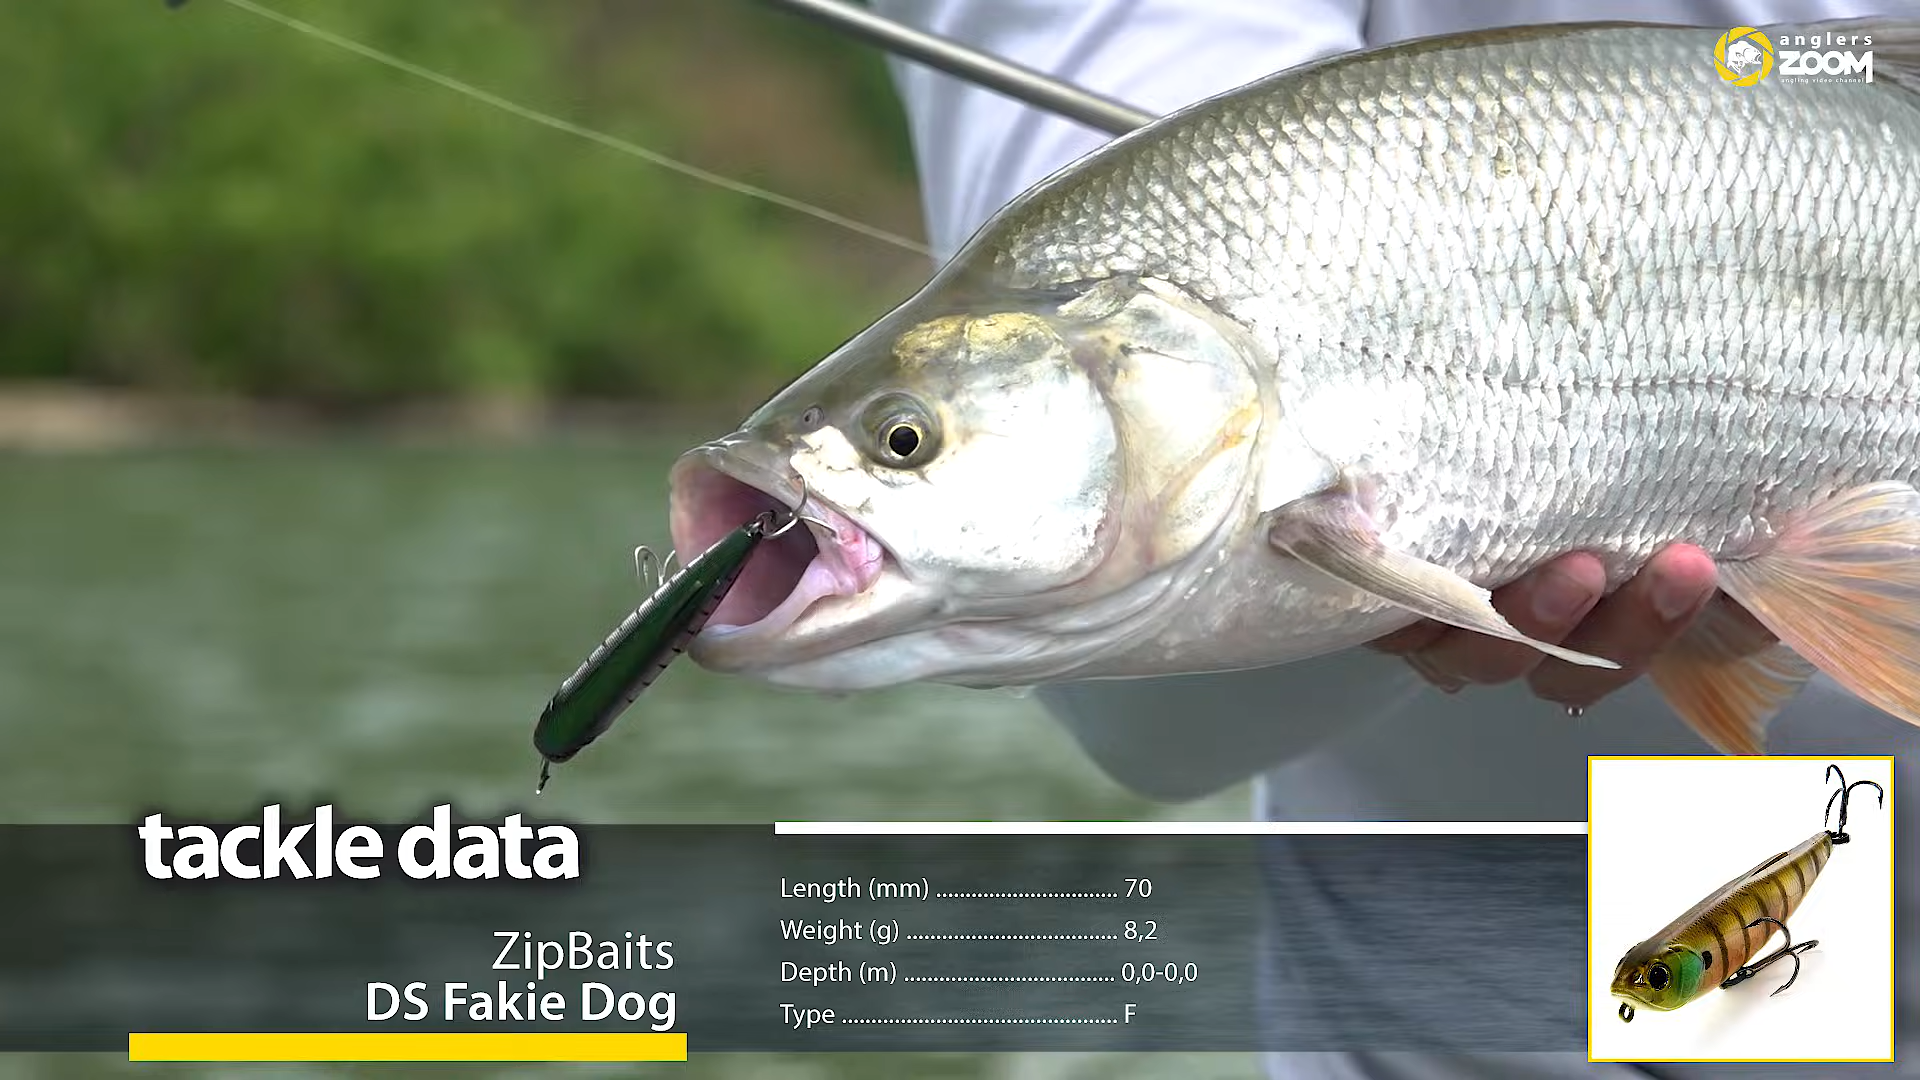 anglers
ZOOM
angling video channel
tackle data
ZipBaits
DS Fakie Dog
Length (mm) ................................ 70
Weight (g) ..................................... 8,2
Depth (m) ..................................... 0,0-0,0
Type ................................................ F